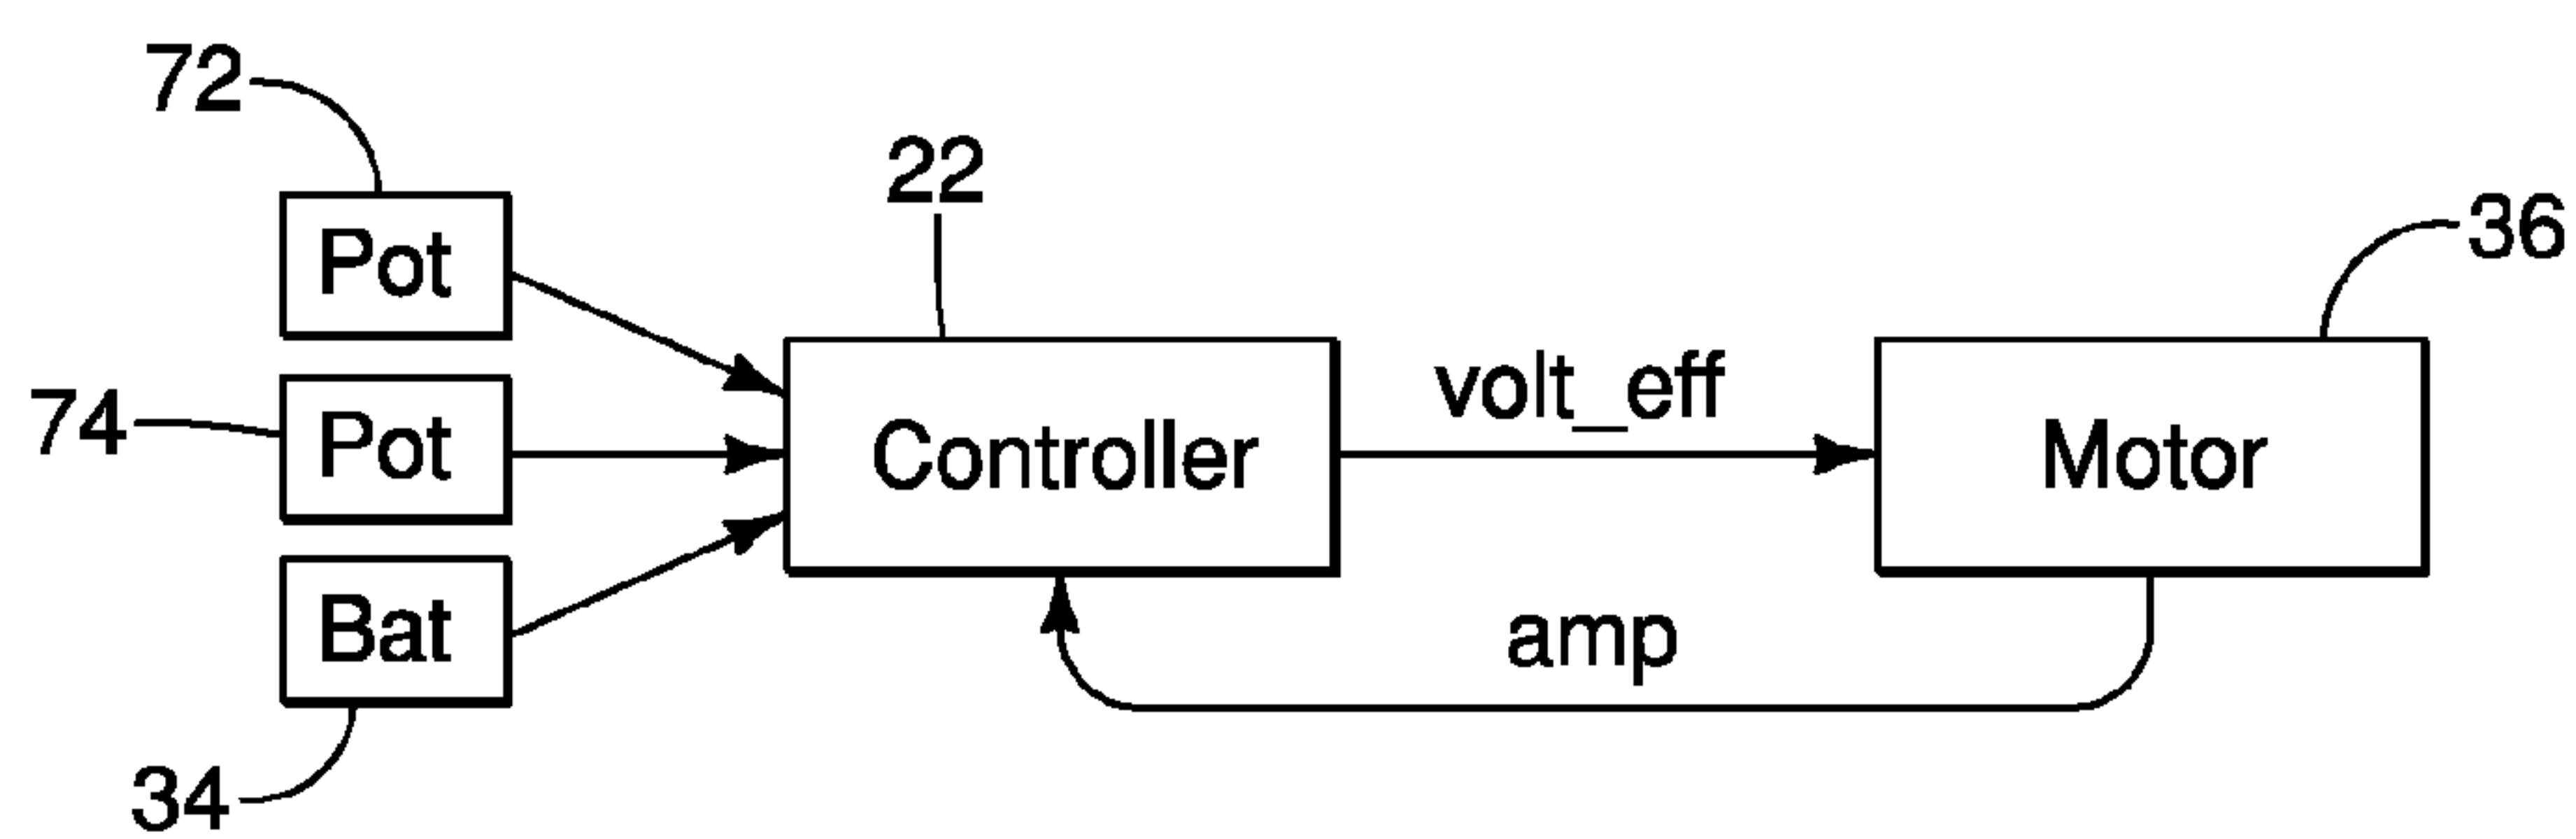 72
22
36
Pot
74
Pot
Controller
volt_eff
Motor
Bat
amp
34